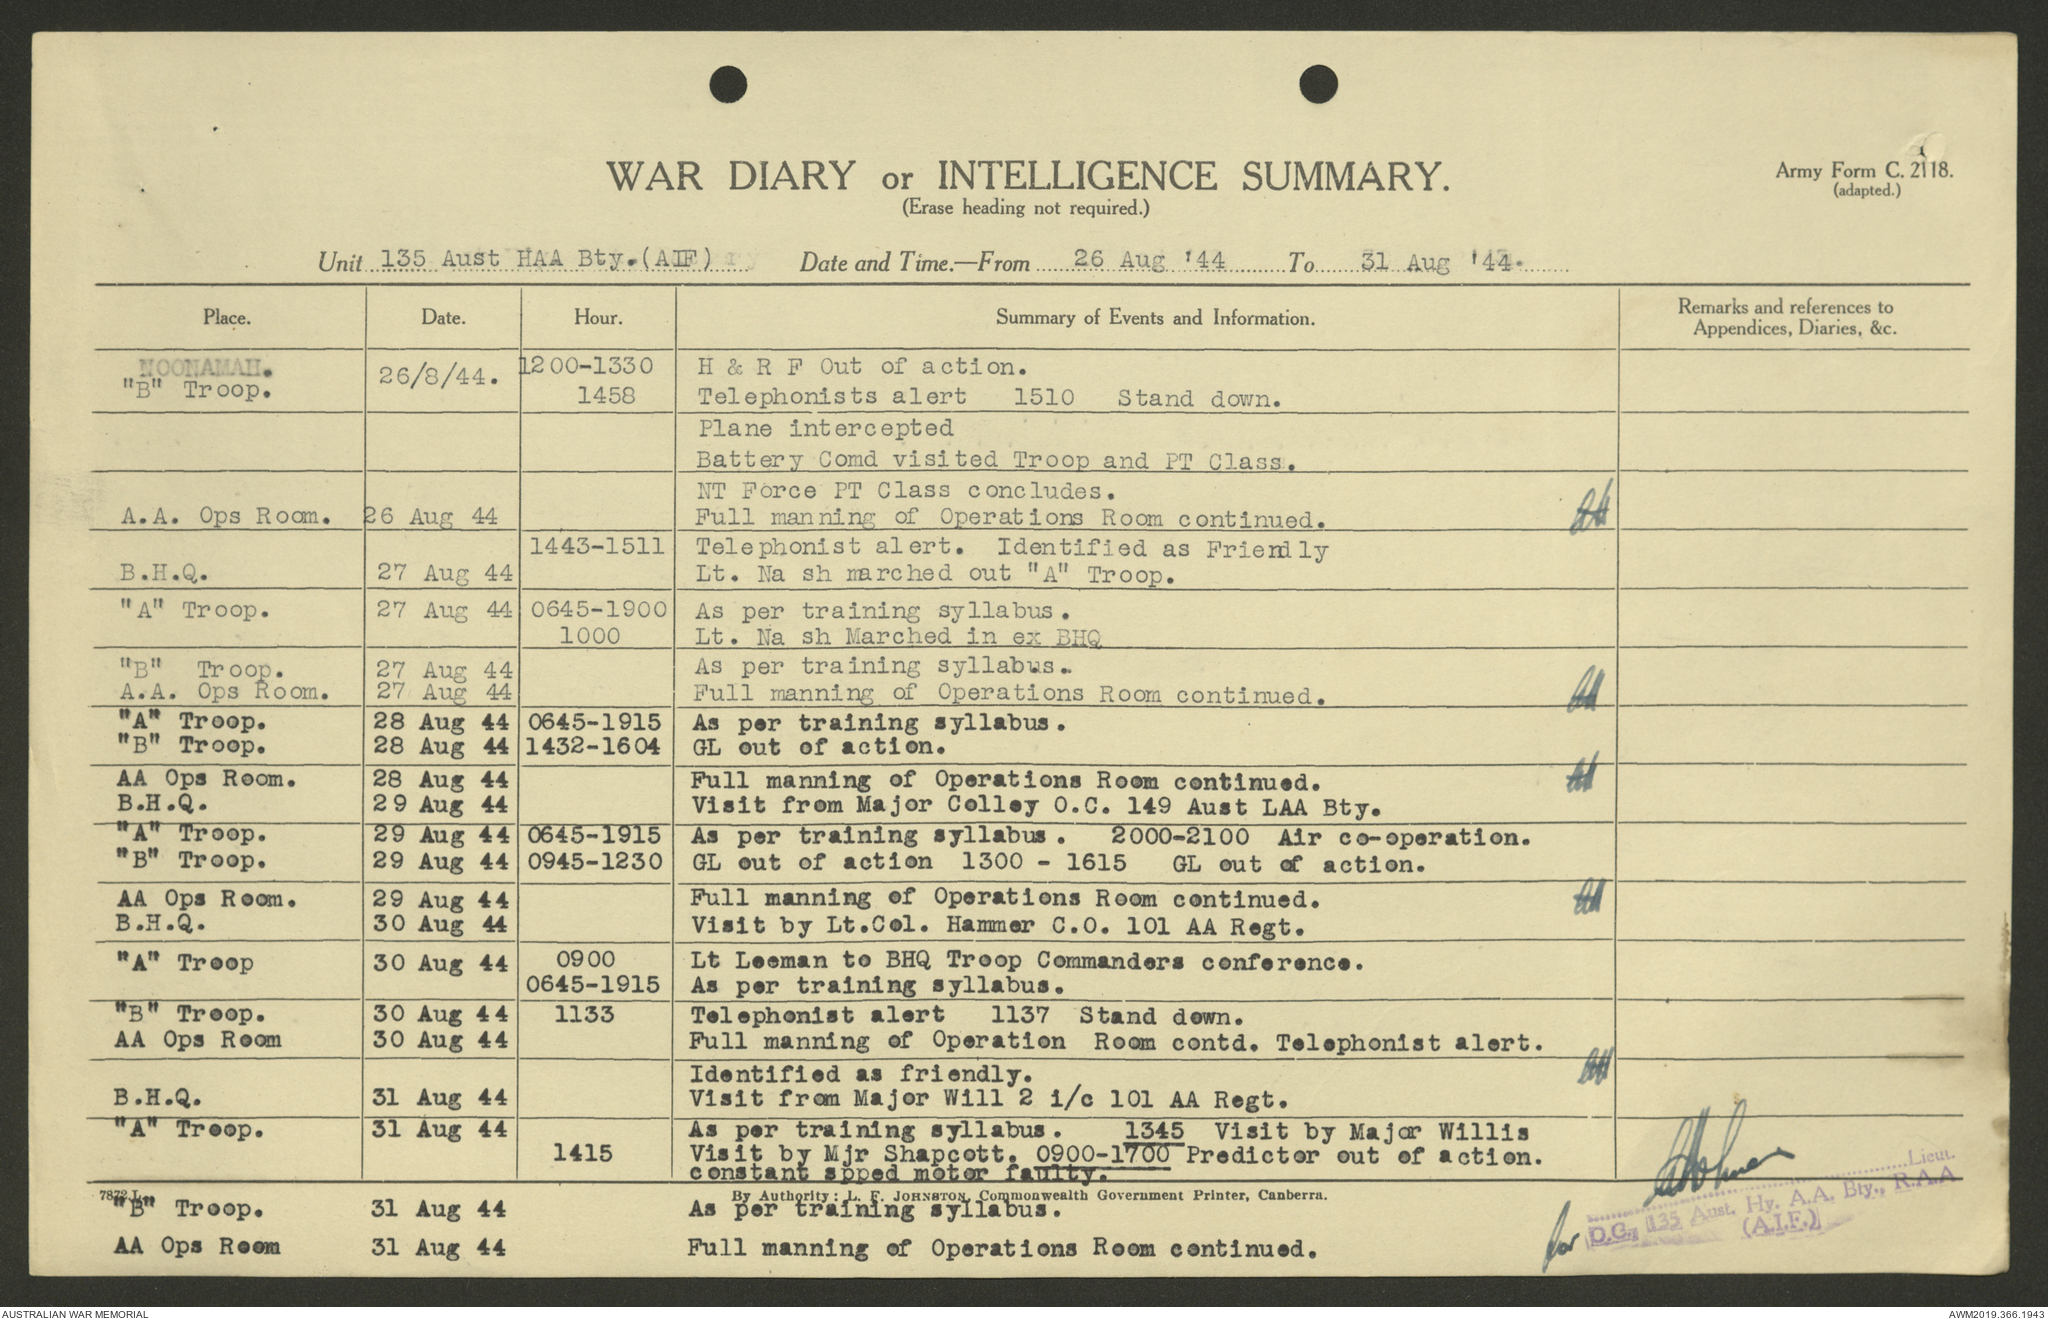 WAR DIARY or INTELLIGENCE SUMMARY.
(Erase heading not required.)
Army Form C. 2118.
(adapted.)
Unit 135 Aust HAA Bty.(AIF) Date and Time.—From 26 Aug '44 To 31 Aug '44.
Place. Date. Hour. Summary of Events and Information. Remarks and references to
Appendices, Diaries, &c.
NOONAMAH. 26/8/44. 1200-1330 H & R F Out of action.
"B" Troop. 1458 Telephonists alert 1510 Stand down.
Plane intercepted
Battery Comd visited Troop and PT Class.
NT Force PT Class concludes.
A.A. Ops Room. 26 Aug 44 Full manning of Operations Room continued.
1443-1511 Telephonist alert. Identified as Friendly
B.H.Q. 27 Aug 44 Lt. Na sh marched out "A" Troop.
"A" Troop. 27 Aug 44 0645-1900 As per training syllabus.
1000 Lt. Na sh Marched in ex BHQ
"B" Troop. 27 Aug 44 As per training syllabus.
A.A. Ops Room. 27 Aug 44 Full manning of Operations Room continued.
"A" Troop. 28 Aug 44 0645-1915 As per training syllabus.
"B" Troop. 28 Aug 44 1432-1604 GL out of action.
AA Ops Room. 28 Aug 44 Full manning of Operations Room continued.
B.H.Q. 29 Aug 44 Visit from Major Colley O.C. 149 Aust LAA Bty.
"A" Troop. 29 Aug 44 0645-1915 As per training syllabus. 2000-2100 Air co-operation.
"B" Troop. 29 Aug 44 0945-1230 GL out of action 1300 - 1615 GL out of action.
AA Ops Room. 29 Aug 44 Full manning of Operations Room continued.
B.H.Q. 30 Aug 44 Visit by Lt.Col. Hammer C.O. 101 AA Regt.
"A" Troop 30 Aug 44 0900 Lt Leeman to BHQ Troop Commanders conference.
0645-1915 As per training syllabus.
"B" Troop. 30 Aug 44 1133 Telephonist alert 1137 Stand down.
AA Ops Room 30 Aug 44 Full manning of Operation Room contd. Telephonist alert.
Identified as friendly.
B.H.Q. 31 Aug 44 Visit from Major Will 2 i/c 101 AA Regt.
"A" Troop. 31 Aug 44 As per training syllabus. 1345 Visit by Major Willis
1415 Visit by Mjr Shapcott. 0900-1700 Predictor out of action.
constant spped motor faulty.
7872.L. By Authority: L. F. JOHNSTON, Commonwealth Government Printer, Canberra.
"B" Troop. 31 Aug 44 As per training syllabus.
AA Ops Room 31 Aug 44 Full manning of Operations Room continued.
Lieut.
for O.C. 135 Aust. Hy. A.A. Bty., R.A.A
(A.I.F.)
AUSTRALIAN WAR MEMORIAL
AWM2019.366.1943